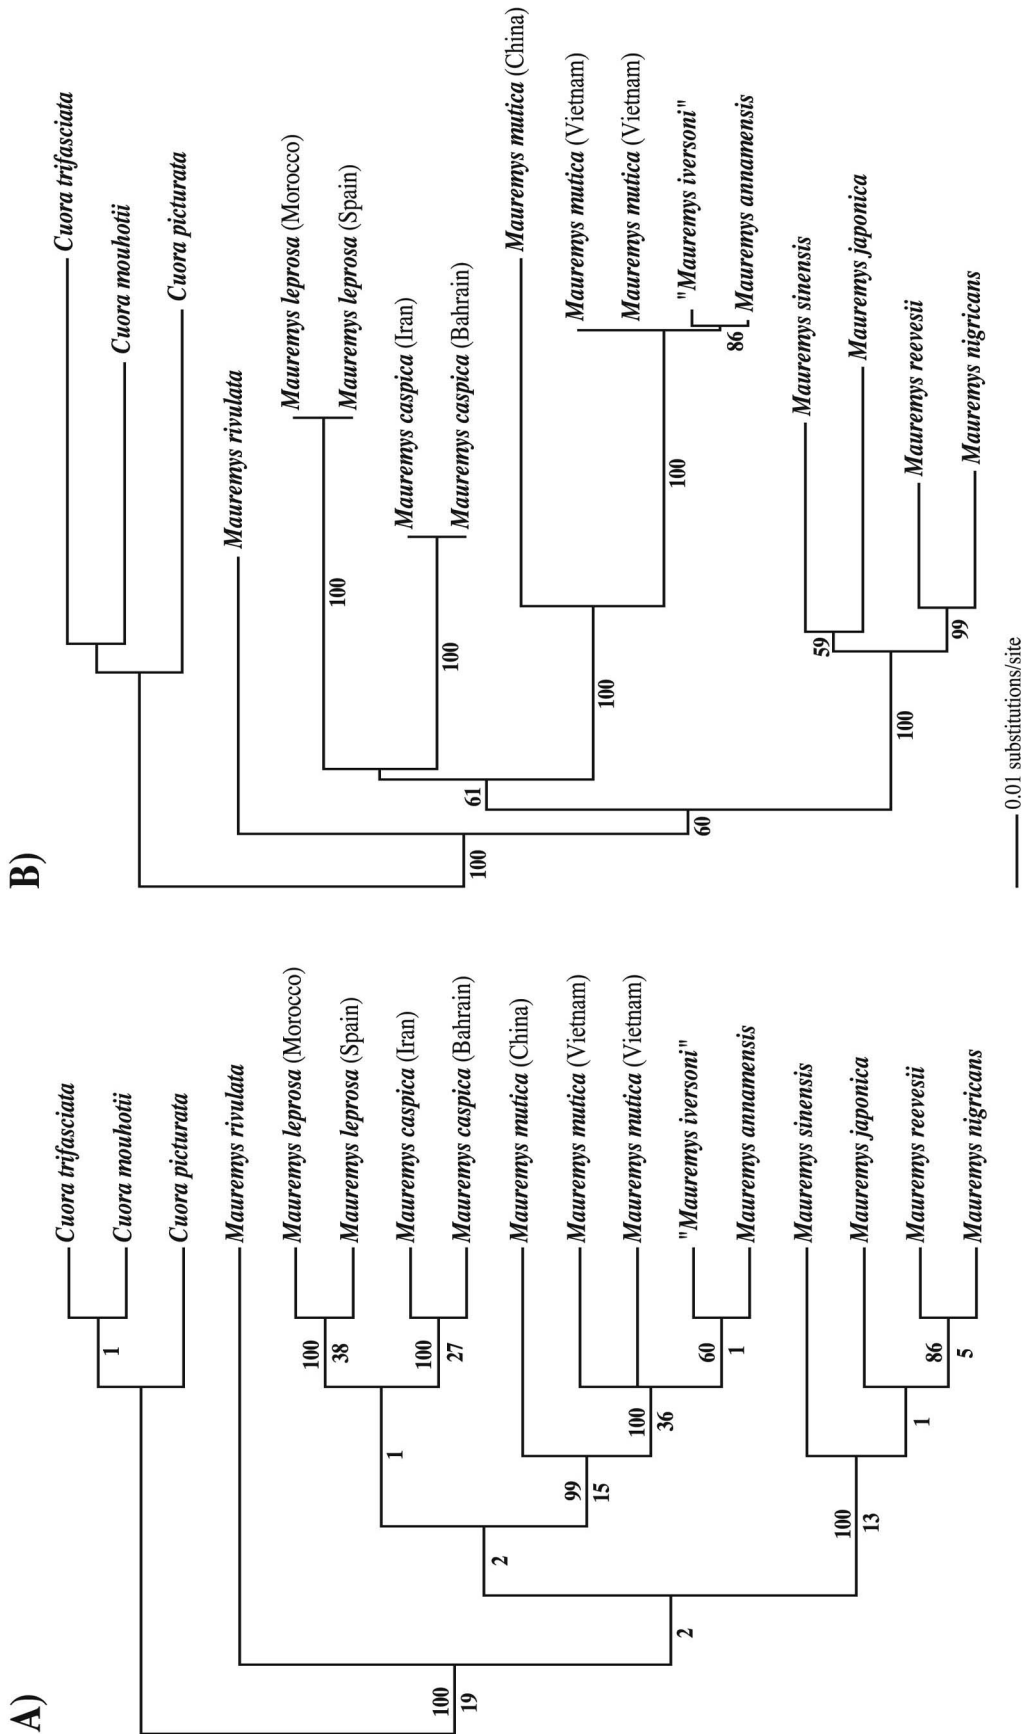 A)
Cuora trifasciata
Cuora mouhotii
1
Cuora picturata
Mauremys rivulata
Mauremys leprosa (Morocco)
100
38
Mauremys leprosa (Spain)
Mauremys caspica (Iran)
1
100
27
Mauremys caspica (Bahrain)
100
19
2
Mauremys mutica (China)
Mauremys mutica (Vietnam)
99
15
100
36
Mauremys mutica (Vietnam)
"Mauremys iversoni"
2
60
1
Mauremys annamensis
Mauremys sinensis
100
13
Mauremys japonica
1
Mauremys reevesii
86
5
Mauremys nigricans
B)
Cuora trifasciata
Cuora mouhotii
Cuora picturata
Mauremys rivulata
Mauremys leprosa (Morocco)
100
Mauremys leprosa (Spain)
Mauremys caspica (Iran)
100
Mauremys caspica (Bahrain)
100
61
Mauremys mutica (China)
100
Mauremys mutica (Vietnam)
100
Mauremys mutica (Vietnam)
"Mauremys iversoni"
60
86
Mauremys annamensis
Mauremys sinensis
59
Mauremys japonica
100
Mauremys reevesii
99
Mauremys nigricans
0.01 substitutions/site